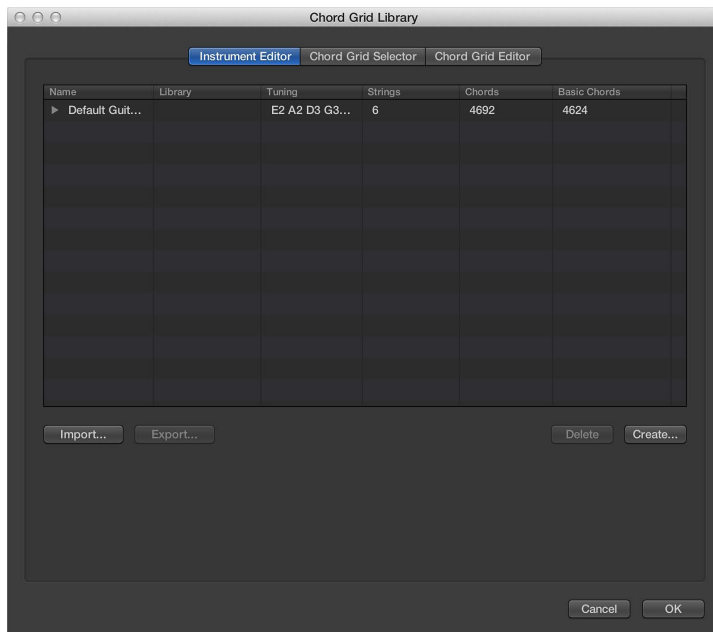 Chord Grid Library
Instrument Editor Chord Grid Selector Chord Grid Editor
Name Library Tuning Strings Chords Basic Chords
Default Guit... E2 A2 D3 G3... 6 4692 4624
Import... Export... Delete Create...
Cancel OK